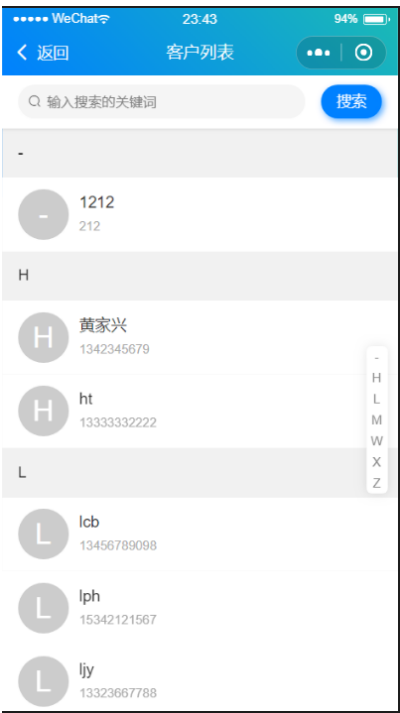 WeChat 23:43 94%
返回 客户列表
输入搜索的关键词 搜索
-
- 1212
212
H
H 黄家兴
1342345679
H ht
13333332222
L
L lcb
13456789098
L lph
15342121567
L ljy
13323667788
-
H
L
M
W
X
Z